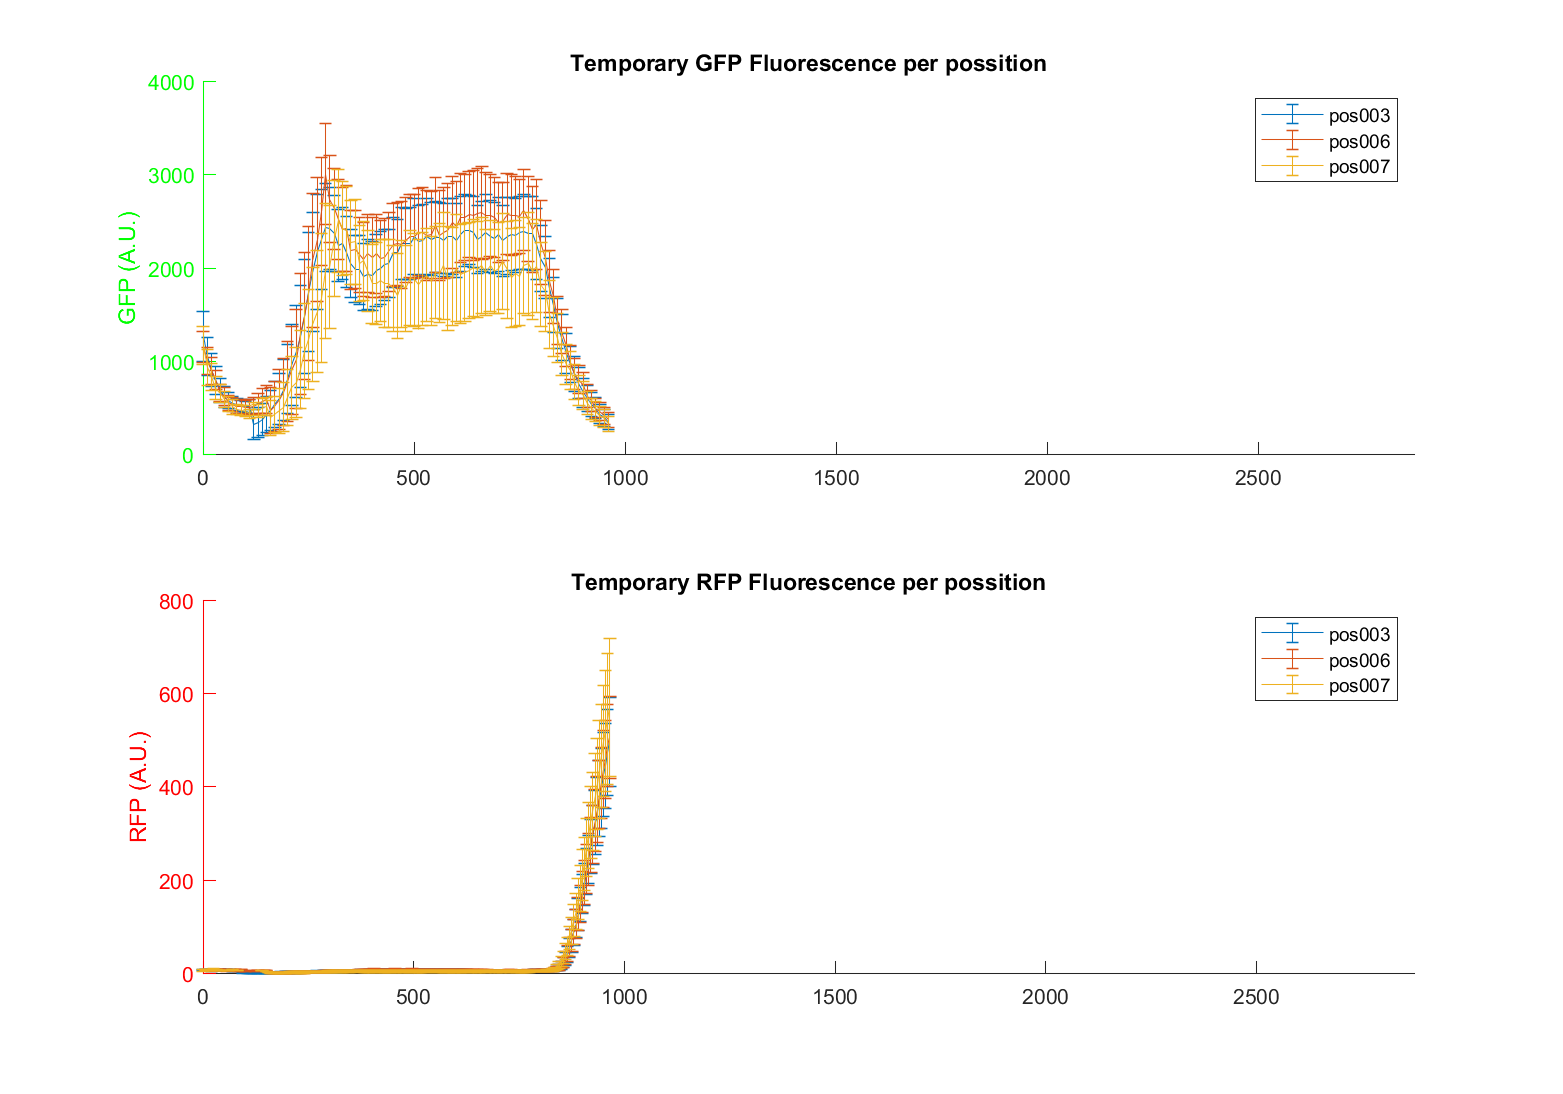 Temporary GFP Fluorescence per possition
GFP (A.U.)
4000
3000
2000
1000
0
0 500 1000 1500 2000 2500
pos003
pos006
pos007
Temporary RFP Fluorescence per possition
RFP (A.U.)
800
600
400
200
0
0 500 1000 1500 2000 2500
pos003
pos006
pos007